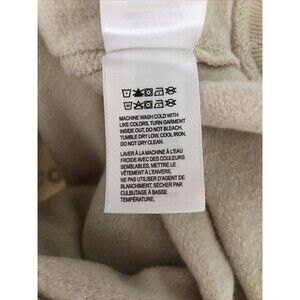 MACHINE WASH COLD WITH
LIKE COLORS, TURN GARMENT
INSIDE OUT, DO NOT BLEACH.
TUMBLE DRY LOW, COOL IRON,
DO NOT DRY CLEAN.
LAVER À LA MACHINE À L'EAU
FROIDE AVEC DES COULEURS
SEMBLABLES, METTRE LE
VÊTEMENT À L'ENVERS,
N'UTILISER PAS D'AGENT DE
BLANCHIMENT, SÉCHER PAR
CULBUTAGE À BASSE
TEMPÉRATURE,